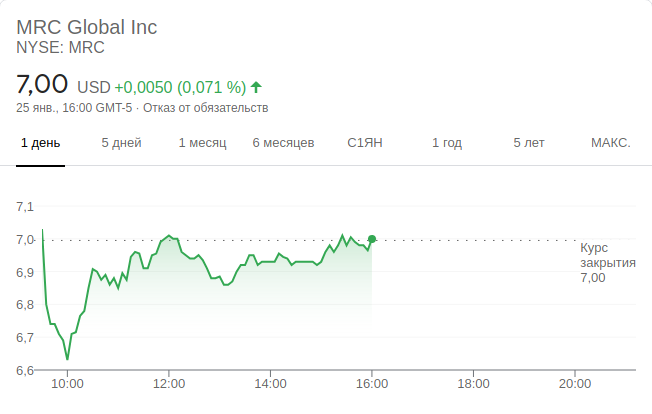 MRC Global Inc
NYSE: MRC
7,00 USD +0,0050 (0,071 %)
25 янв., 16:00 GMT-5 · Отказ от обязательств
1 день 5 дней 1 месяц 6 месяцев С1ЯН 1 год 5 лет МАКС.
7,1
7,0
Курс
закрытия
7,00
6,9
6,8
6,7
6,6
10:00 12:00 14:00 16:00 18:00 20:00